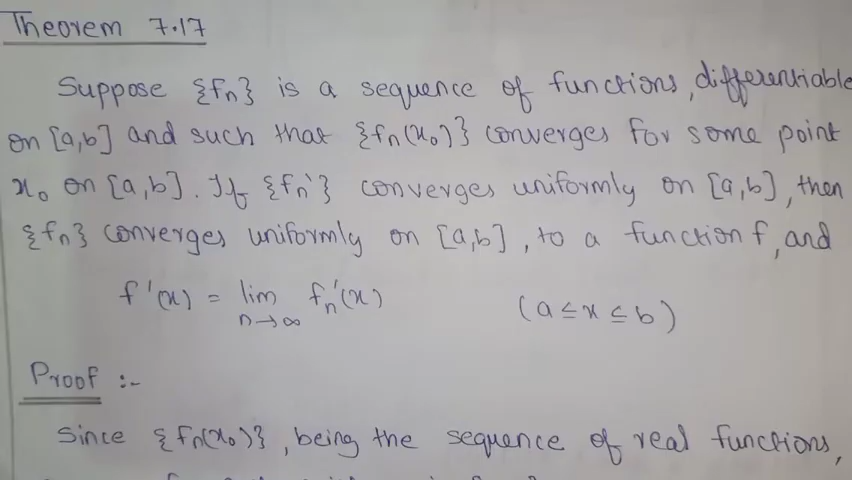 Theorem 7.17
Suppose {fn} is a sequence of functions, differentiable
on [a,b] and such that {fn(x₀)} converges for some point
x₀ on [a,b]. If {fn'} converges uniformly on [a,b], then
{fn} converges uniformly on [a,b], to a function f, and
f'(x) = lim n→∞ fn'(x) (a ≤ x ≤ b)
Proof :-
Since {fn(x₀)}, being the sequence of real functions,